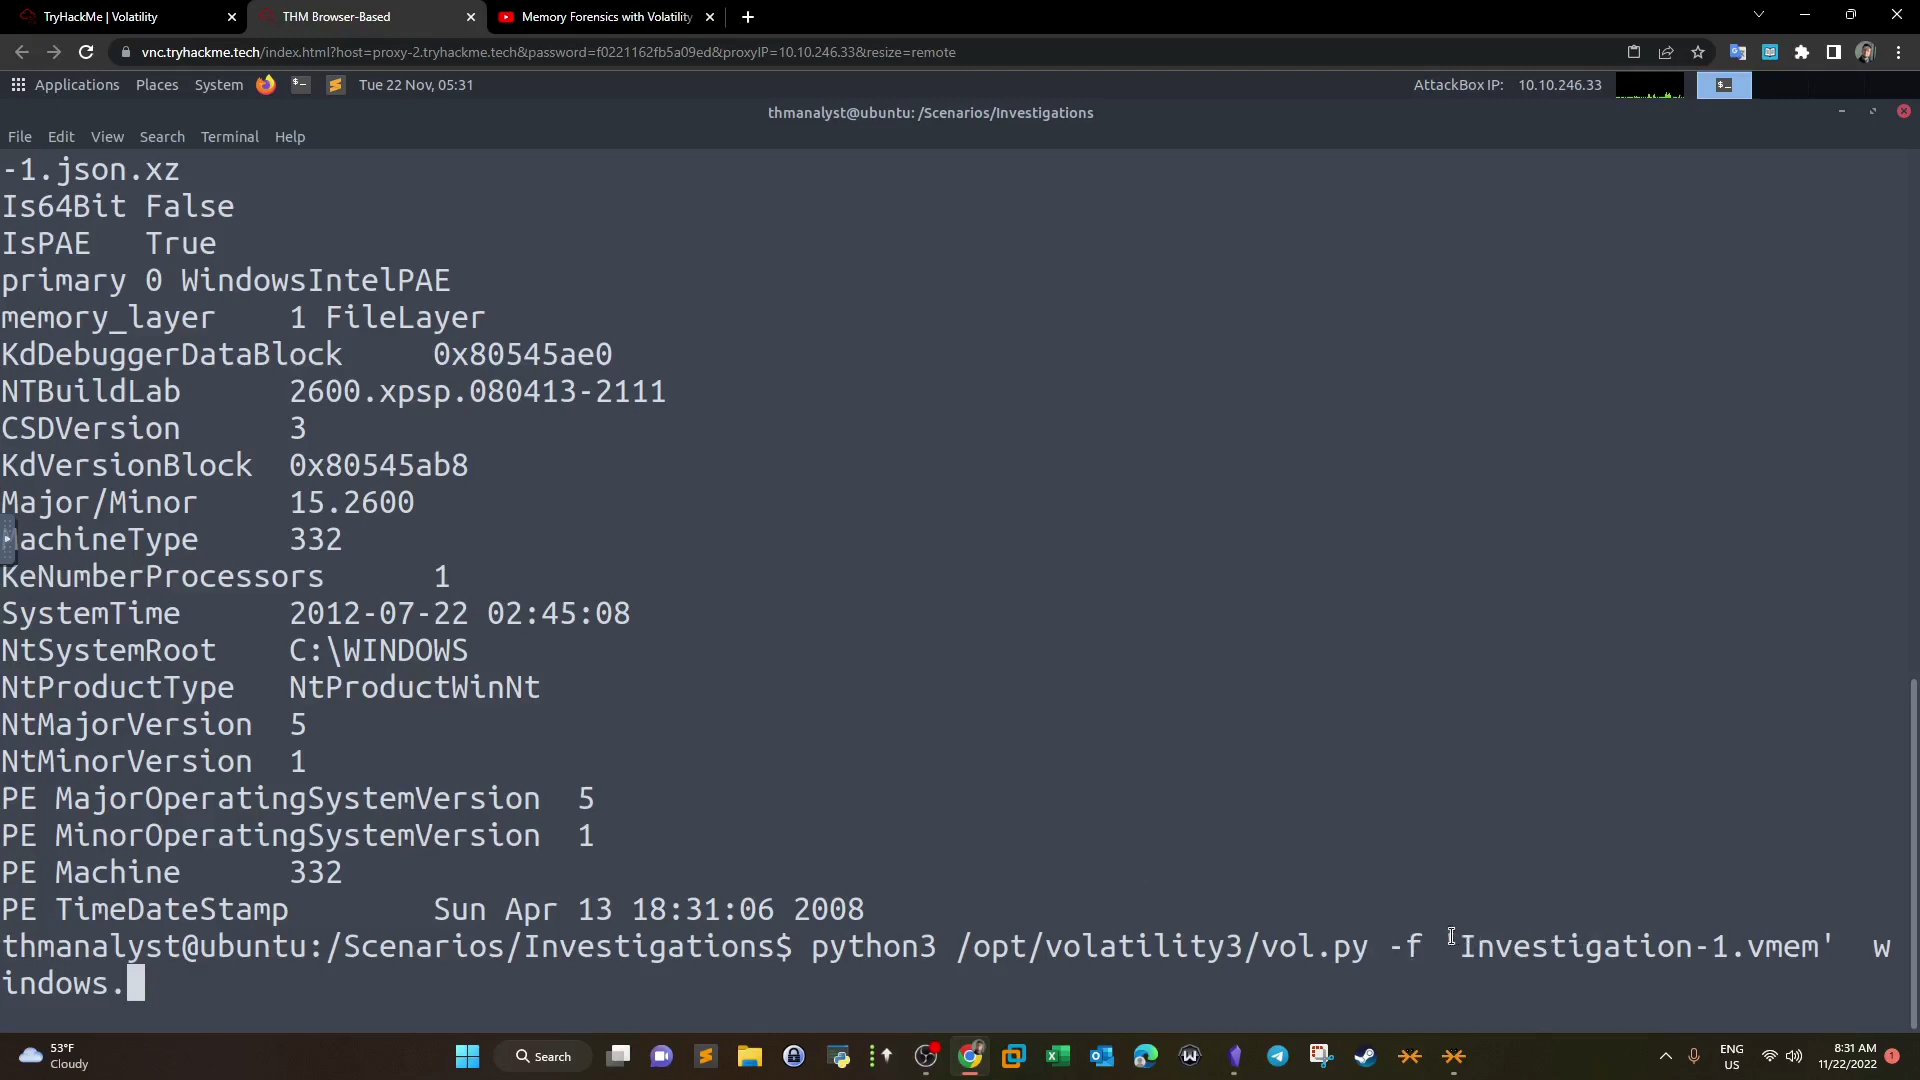 TryHackMe | Volatility
THM Browser-Based
Memory Forensics with Volatility
vnc.tryhackme.tech/index.html?host=proxy-2.tryhackme.tech&password=f0221162fb5a09ed&proxyIP=10.10.246.33&resize=remote
Applications Places System Tue 22 Nov, 05:31 AttackBox IP: 10.10.246.33
thmanalyst@ubuntu: /Scenarios/Investigations
File Edit View Search Terminal Help
-1.json.xz
Is64Bit False
IsPAE True
primary 0 WindowsIntelPAE
memory_layer 1 FileLayer
KdDebuggerDataBlock 0x80545ae0
NTBuildLab 2600.xpsp.080413-2111
CSDVersion 3
KdVersionBlock 0x80545ab8
Major/Minor 15.2600
MachineType 332
KeNumberProcessors 1
SystemTime 2012-07-22 02:45:08
NtSystemRoot C:\WINDOWS
NtProductType NtProductWinNt
NtMajorVersion 5
NtMinorVersion 1
PE MajorOperatingSystemVersion 5
PE MinorOperatingSystemVersion 1
PE Machine 332
PE TimeDateStamp Sun Apr 13 18:31:06 2008
thmanalyst@ubuntu:/Scenarios/Investigations$ python3 /opt/volatility3/vol.py -f 'Investigation-1.vmem' w
indows.
53°F
Cloudy
Search
ENG
US
8:31 AM
11/22/2022
1